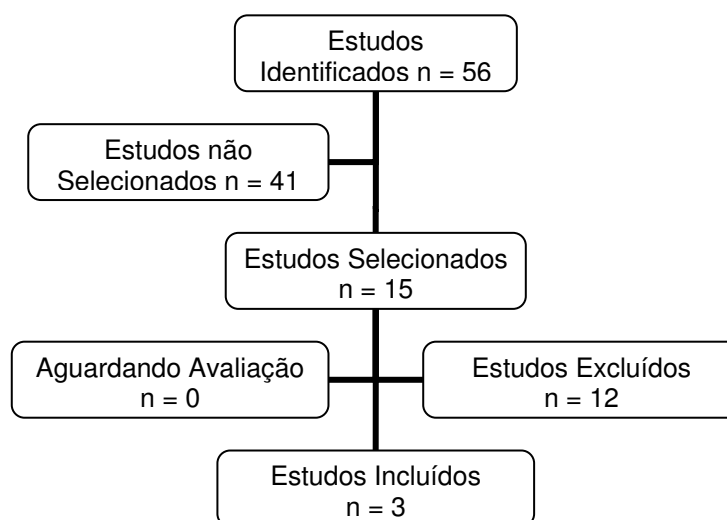 Estudos
Identificados n = 56
Estudos não
Selecionados n = 41
Estudos Selecionados
n = 15
Aguardando Avaliação
n = 0
Estudos Excluídos
n = 12
Estudos Incluídos
n = 3